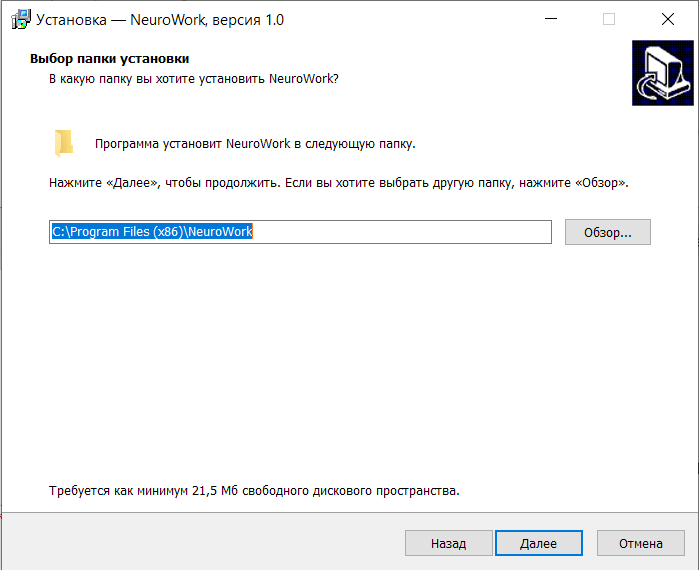 Установка — NeuroWork, версия 1.0
Выбор папки установки
В какую папку вы хотите установить NeuroWork?
Программа установит NeuroWork в следующую папку.
Нажмите «Далее», чтобы продолжить. Если вы хотите выбрать другую папку, нажмите «Обзор».
C:\Program Files (x86)\NeuroWork
Обзор...
Требуется как минимум 21,5 Мб свободного дискового пространства.
Назад
Далее
Отмена